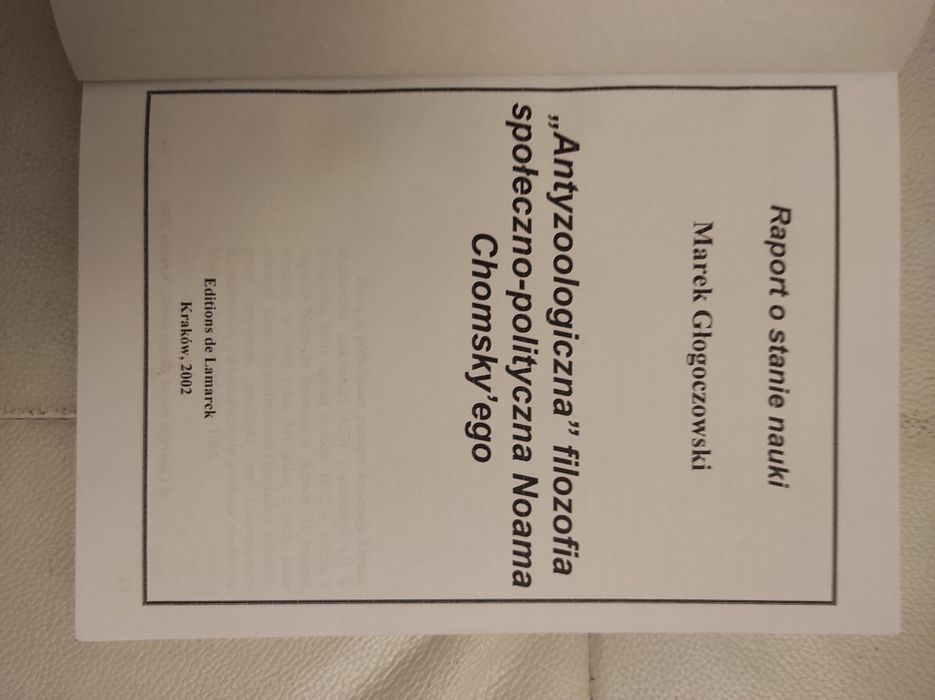 Raport o stanie nauki
Marek Głogoczowski
„Antyzoologiczna” filozofia
społeczno-polityczna Noama
Chomsky’ego
Editions de Lamarck
Kraków, 2002